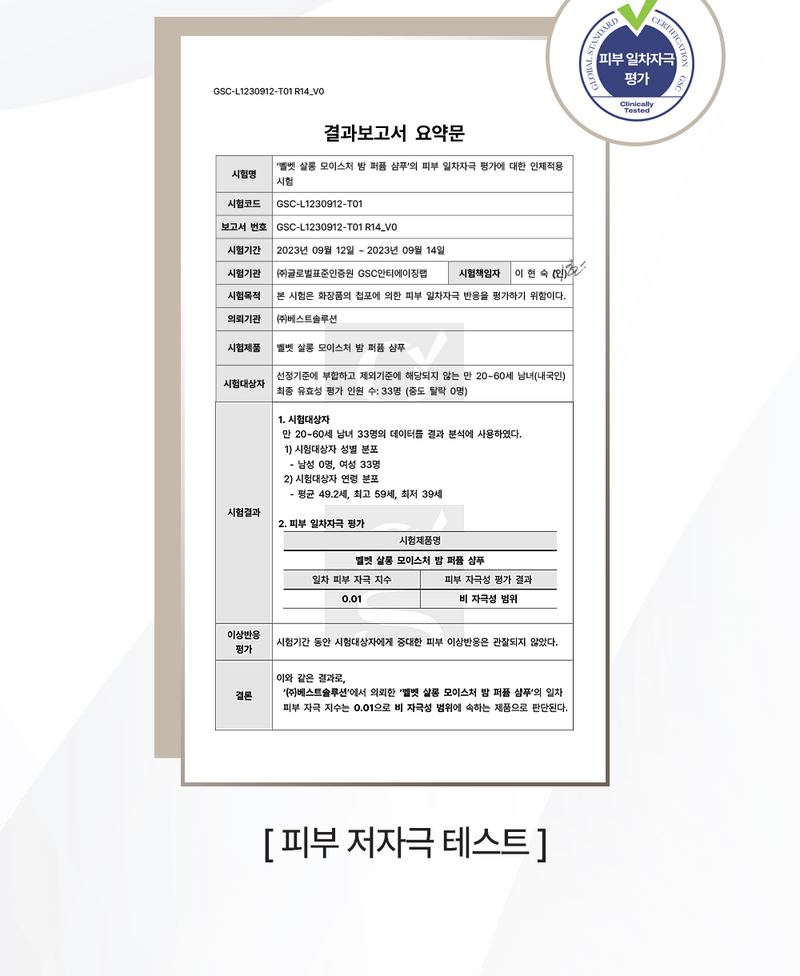 GLOBAL STANDARD CERTIFICATION GSC
피부 일차자극
평가
Clinically
Tested
GSC-L1230912-T01 R14_V0
결과보고서 요약문
시험명 '벨벳 살롱 모이스처 밤 퍼퓸 샴푸'의 피부 일차자극 평가에 대한 인체적용
시험
시험코드 GSC-L1230912-T01
보고서 번호 GSC-L1230912-T01 R14_V0
시험기간 2023년 09월 12일 ~ 2023년 09월 14일
시험기관 ㈜글로벌표준인증원 GSC안티에이징랩 시험책임자 이 현 숙 (인)
시험목적 본 시험은 화장품의 첩포에 의한 피부 일차자극 반응을 평가하기 위함이다.
의뢰기관 ㈜베스트솔루션
시험제품 벨벳 살롱 모이스처 밤 퍼퓸 샴푸
시험대상자 선정기준에 부합하고 제외기준에 해당되지 않는 만 20~60세 남녀(내국인)
최종 유효성 평가 인원 수: 33명 (중도 탈락 0명)
시험결과
1. 시험대상자
만 20~60세 남녀 33명의 데이터를 결과 분석에 사용하였다.
1) 시험대상자 성별 분포
- 남성 0명, 여성 33명
2) 시험대상자 연령 분포
- 평균 49.2세, 최고 59세, 최저 39세
2. 피부 일차자극 평가
시험제품명
벨벳 살롱 모이스처 밤 퍼퓸 샴푸
일차 피부 자극 지수 피부 자극성 평가 결과
0.01 비 자극성 범위
이상반응
평가
시험기간 동안 시험대상자에게 중대한 피부 이상반응은 관찰되지 않았다.
결론
이와 같은 결과로,
'㈜베스트솔루션'에서 의뢰한 '벨벳 살롱 모이스처 밤 퍼퓸 샴푸'의 일차
피부 자극 지수는 0.01으로 비 자극성 범위에 속하는 제품으로 판단된다.
[ 피부 저자극 테스트 ]